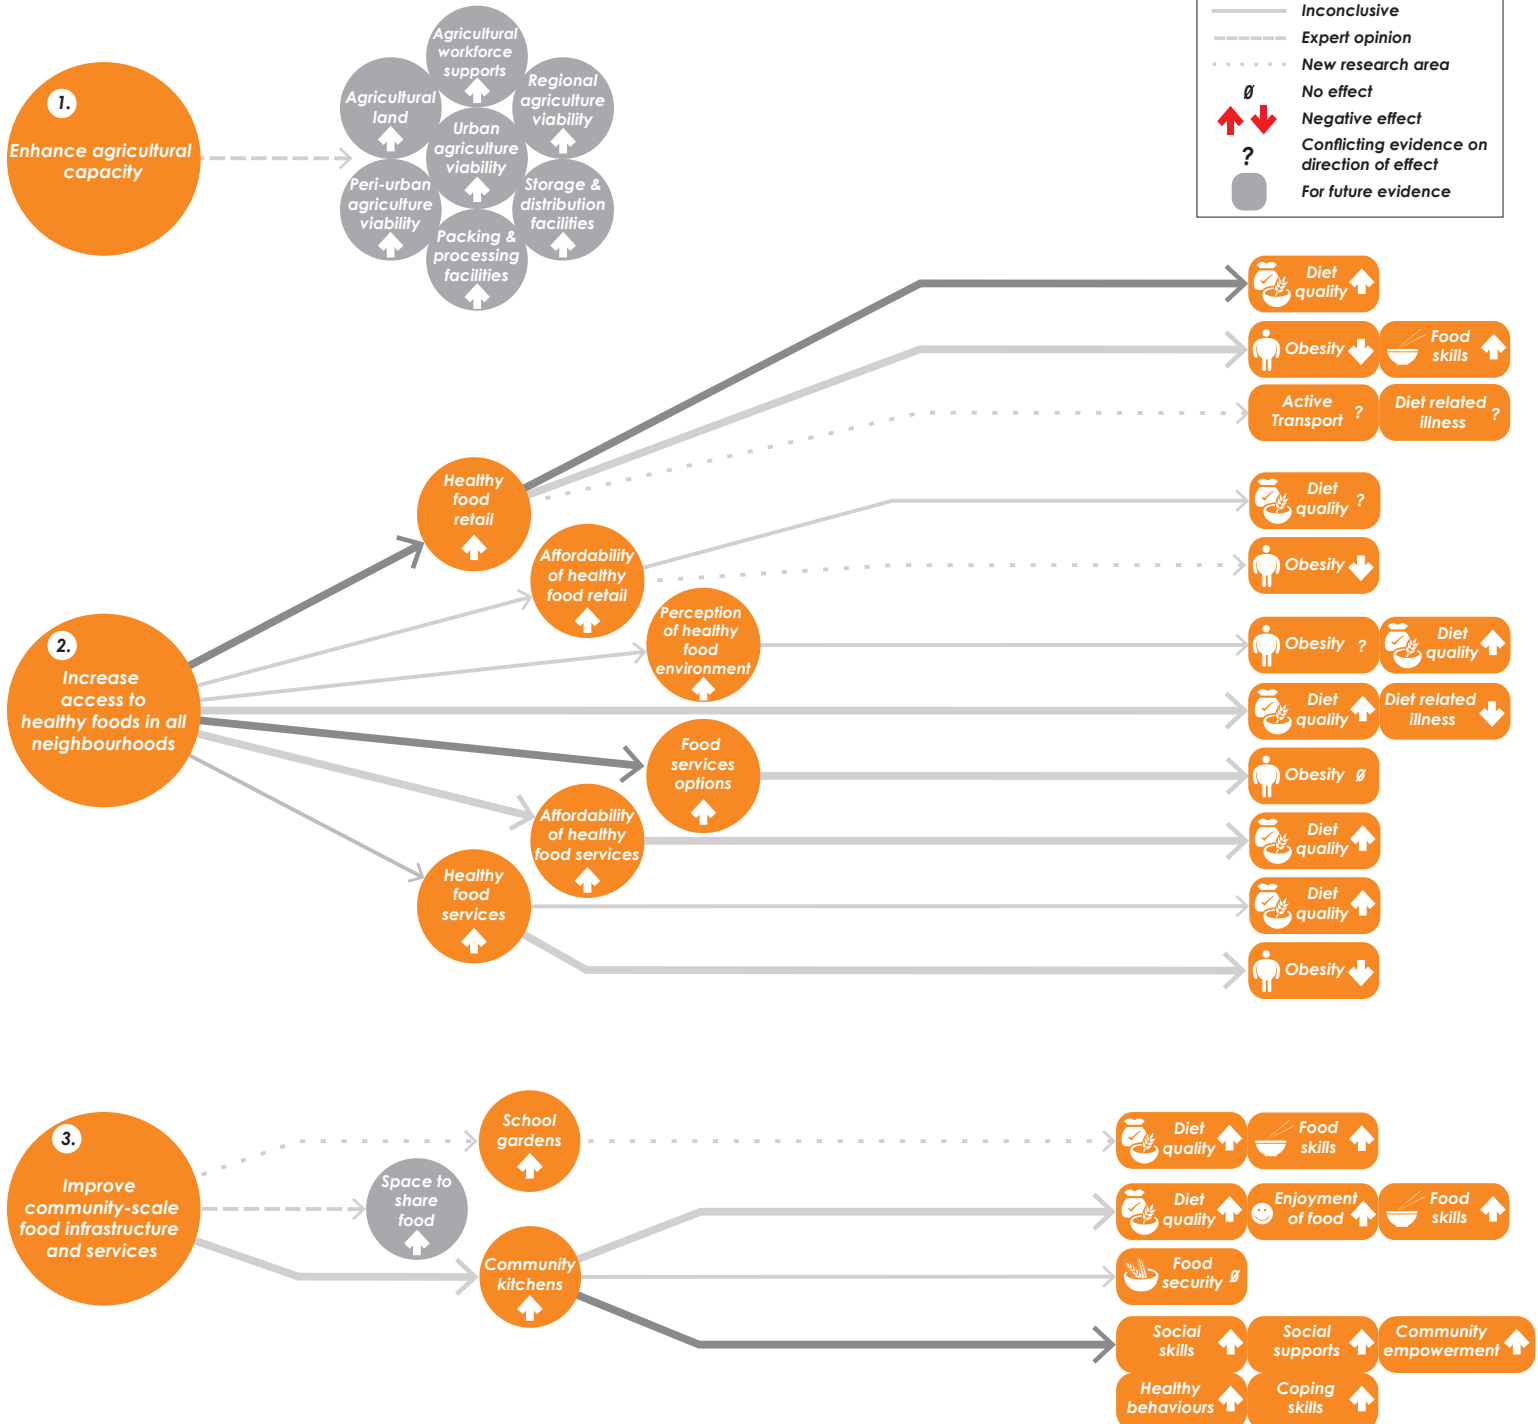 Inconclusive
Expert opinion
New research area
Ø
No effect
Negative effect
?
Conflicting evidence on
direction of effect
For future evidence
1.
Enhance agricultural
capacity
Agricultural
workforce
supports
Agricultural
land
Regional
agriculture
viability
Urban
agriculture
viability
Peri-urban
agriculture
viability
Storage &
distribution
facilities
Packing &
processing
facilities
2.
Increase
access to
healthy foods in all
neighbourhoods
Healthy
food
retail
Affordability
of healthy
food retail
Perception
of healthy
food
environment
Food
services
options
Affordability
of healthy
food services
Healthy
food
services
Diet
quality
Obesity
Food
skills
Active
Transport ?
Diet related
illness ?
Diet
quality ?
Obesity
Obesity ?
Diet
quality
Diet
quality
Diet related
illness
Obesity Ø
Diet
quality
Diet
quality
Obesity
3.
Improve
community-scale
food infrastructure
and services
School
gardens
Space to
share
food
Community
kitchens
Diet
quality
Food
skills
Diet
quality
Enjoyment
of food
Food
skills
Food
security Ø
Social
skills
Social
supports
Community
empowerment
Healthy
behaviours
Coping
skills